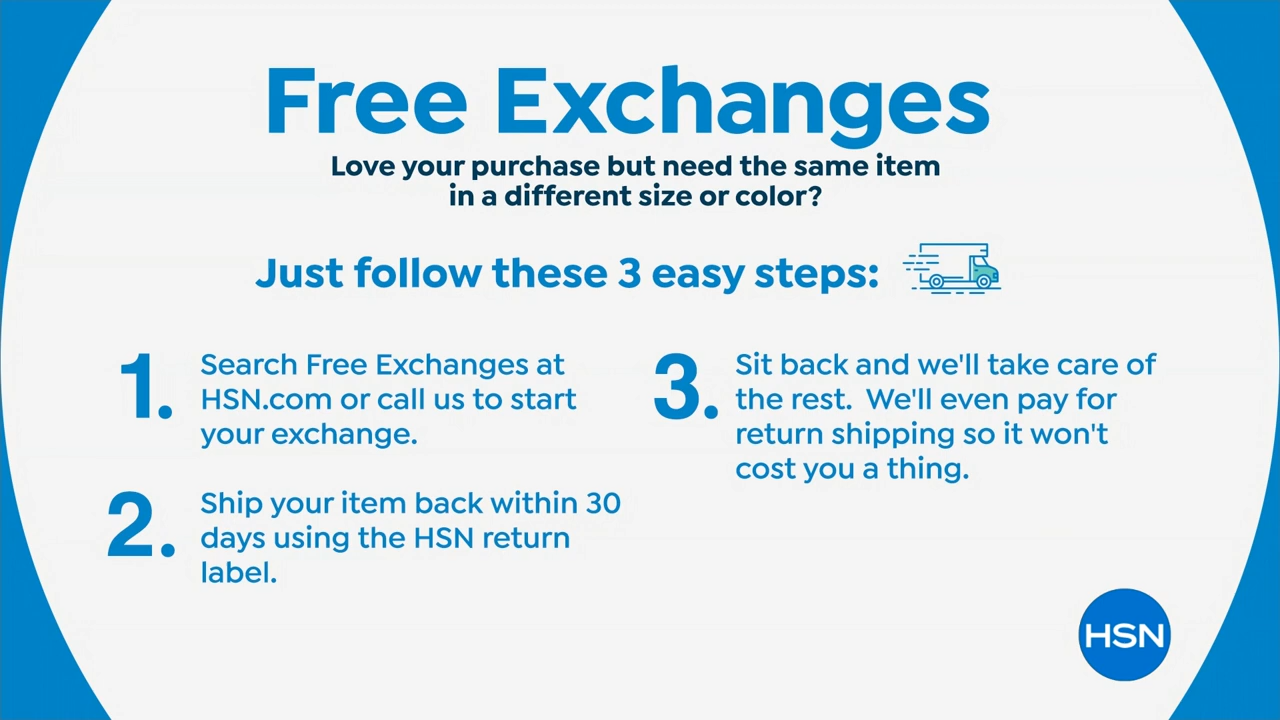 Free Exchanges
Love your purchase but need the same item
in a different size or color?
Just follow these 3 easy steps:
1. Search Free Exchanges at
HSN.com or call us to start
your exchange.
2. Ship your item back within 30
days using the HSN return
label.
3. Sit back and we'll take care of
the rest.  We'll even pay for
return shipping so it won't
cost you a thing.
HSN